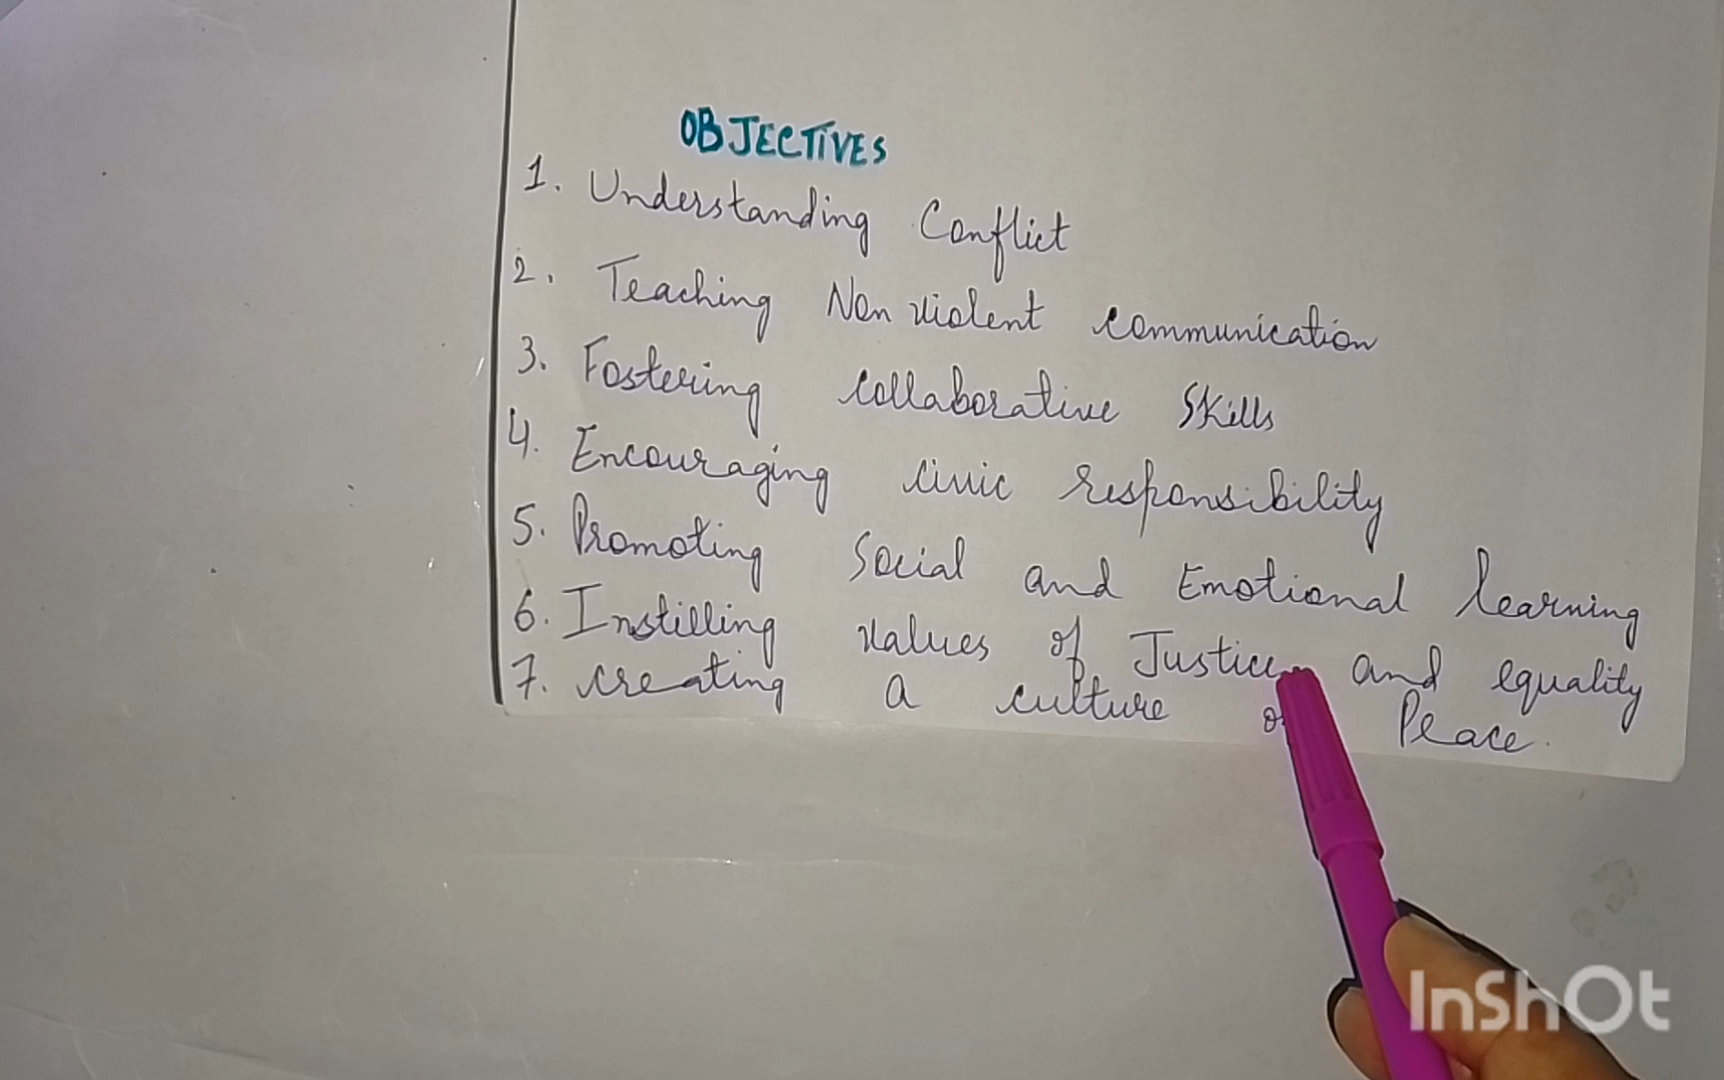 OBJECTIVES
1. Understanding Conflict
2. Teaching Non violent communication
3. Fostering collaborative Skills
4. Encouraging civic responsibility
5. Promoting Social and Emotional learning
6. Instilling values of Justice and equality
7. creating a culture of Peace.
InShOt